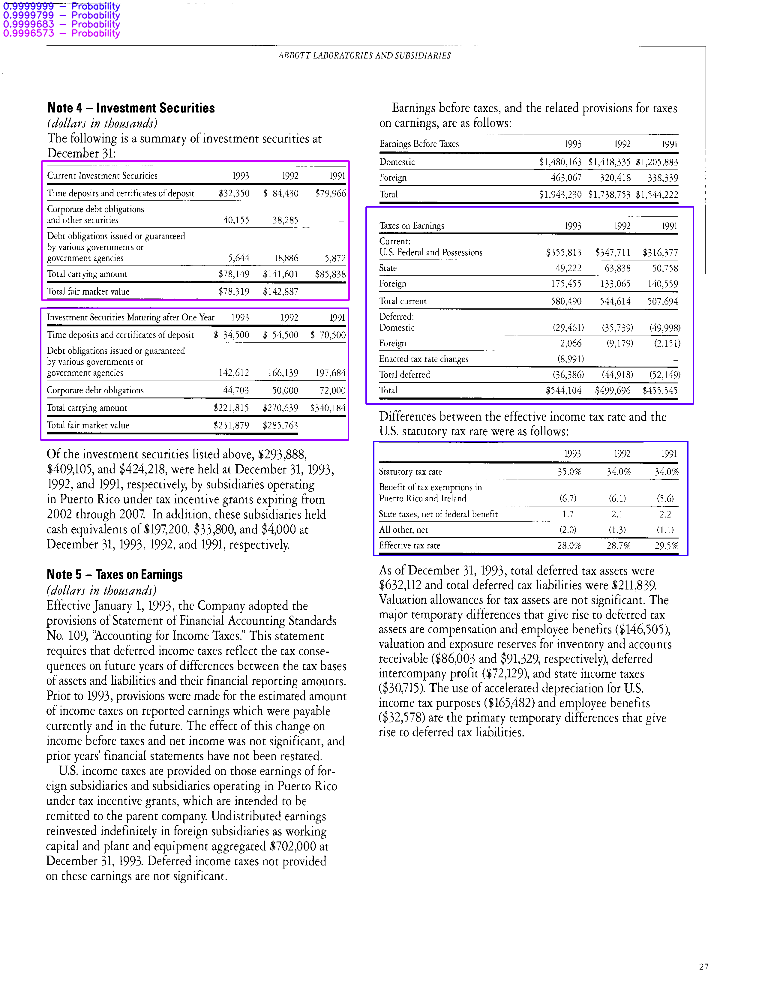 0.9999999 - Probability
0.9999799 - Probability
0.9999683 - Probability
0.9996573 - Probability
ABBOTT LABORATORIES AND SUBSIDIARIES
Note 4 – Investment Securities
(dollars in thousands)
The following is a summary of investment securities at
December 31:
Current Investment Securities 1993 1992 1991
Time deposits and certificates of deposit $32,350 $ 84,430 $79,966
Corporate debt obligations
and other securities 40,155 38,285 –
Debt obligations issued or guaranteed
by various governments or
government agencies 5,644 18,886 5,872
Total carrying amount $78,149 $141,601 $85,838
Total fair market value $78,319 $142,887
Investment Securities Maturing after One Year 1993 1992 1991
Time deposits and certificates of deposit $ 34,500 $ 54,500 $ 70,500
Debt obligations issued or guaranteed
by various governments or
government agencies 142,612 166,139 197,684
Corporate debt obligations 44,703 50,000 72,000
Total carrying amount $221,815 $270,639 $340,184
Total fair market value $231,879 $285,763
Of the investment securities listed above, $293,888,
$409,105, and $424,218, were held at December 31, 1993,
1992, and 1991, respectively, by subsidiaries operating
in Puerto Rico under tax incentive grants expiring from
2002 through 2007. In addition, these subsidiaries held
cash equivalents of $197,200, $33,800, and $4,000 at
December 31, 1993, 1992, and 1991, respectively.
Note 5 – Taxes on Earnings
(dollars in thousands)
Effective January 1, 1993, the Company adopted the
provisions of Statement of Financial Accounting Standards
No. 109, "Accounting for Income Taxes." This statement
requires that deferred income taxes reflect the tax conse-
quences on future years of differences between the tax bases
of assets and liabilities and their financial reporting amounts.
Prior to 1993, provisions were made for the estimated amount
of income taxes on reported earnings which were payable
currently and in the future. The effect of this change on
income before taxes and net income was not significant, and
prior years' financial statements have not been restated.
U.S. income taxes are provided on those earnings of for-
eign subsidiaries and subsidiaries operating in Puerto Rico
under tax incentive grants, which are intended to be
remitted to the parent company. Undistributed earnings
reinvested indefinitely in foreign subsidiaries as working
capital and plant and equipment aggregated $702,000 at
December 31, 1993. Deferred income taxes not provided
on these earnings are not significant.
Earnings before taxes, and the related provisions for taxes
on earnings, are as follows:
Earnings Before Taxes 1993 1992 1991
Domestic $1,480,163 $1,418,335 $1,205,883
Foreign 463,067 320,418 338,339
Total $1,943,230 $1,738,753 $1,544,222
Taxes on Earnings 1993 1992 1991
Current:
U.S. Federal and Possessions $355,813 $347,711 $316,377
State 49,222 63,838 50,758
Foreign 175,455 133,065 140,559
Total current 580,490 544,614 507,694
Deferred:
Domestic (29,461) (35,739) (49,998)
Foreign 2,066 (9,179) (2,151)
Enacted tax rate changes (8,991) – –
Total deferred (36,386) (44,918) (52,149)
Total $544,104 $499,696 $455,545
Differences between the effective income tax rate and the
U.S. statutory tax rate were as follows:
1993 1992 1991
Statutory tax rate 35.0% 34.0% 34.0%
Benefit of tax exemptions in
Puerto Rico and Ireland (6.7) (6.1) (5.6)
State taxes, net of federal benefit 1.7 2.1 2.2
All other, net (2.0) (1.3) (1.1)
Effective tax rate 28.0% 28.7% 29.5%
As of December 31, 1993, total deferred tax assets were
$632,112 and total deferred tax liabilities were $211,839.
Valuation allowances for tax assets are not significant. The
major temporary differences that give rise to deferred tax
assets are compensation and employee benefits ($146,505),
valuation and exposure reserves for inventory and accounts
receivable ($86,003 and $91,329, respectively), deferred
intercompany profit ($72,129), and state income taxes
($30,715). The use of accelerated depreciation for U.S.
income tax purposes ($165,482) and employee benefits
($32,578) are the primary temporary differences that give
rise to deferred tax liabilities.
27